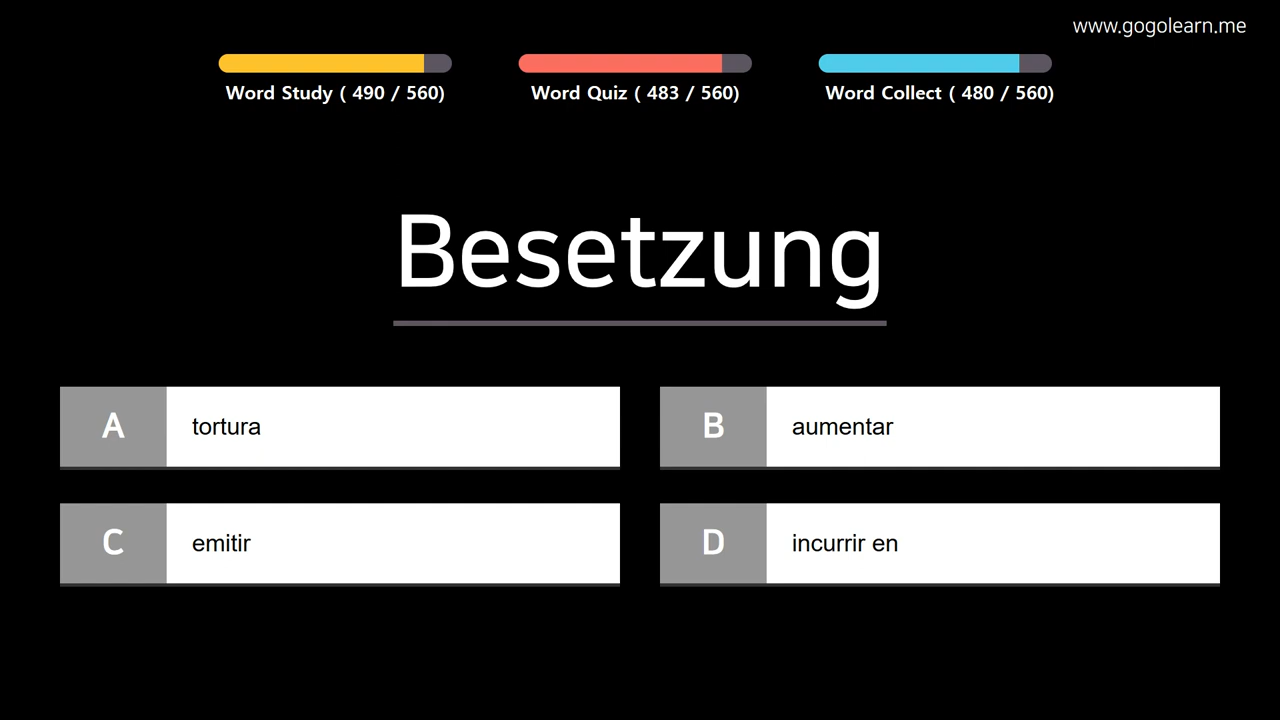 www.gogolearn.me
Word Study ( 490 / 560)
Word Quiz ( 483 / 560)
Word Collect ( 480 / 560)
Besetzung
A tortura
B aumentar
C emitir
D incurrir en